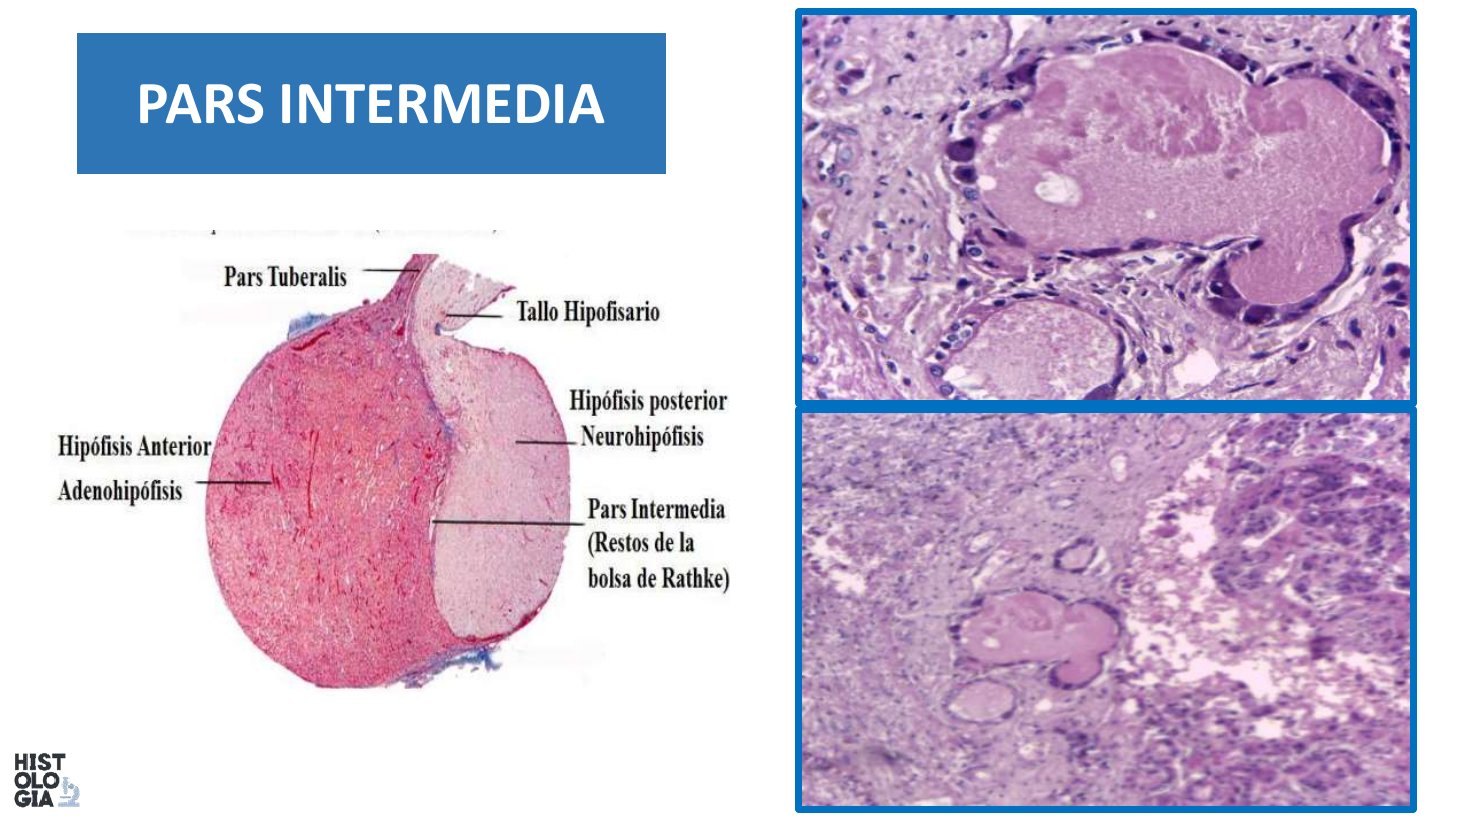 PARS INTERMEDIA
Pars Tuberalis
Tallo Hipofisario
Hipófisis posterior
Neurohipófisis
Hipófisis Anterior
Adenohipófisis
Pars Intermedia
(Restos de la
bolsa de Rathke)
HIST
OLO
GIA